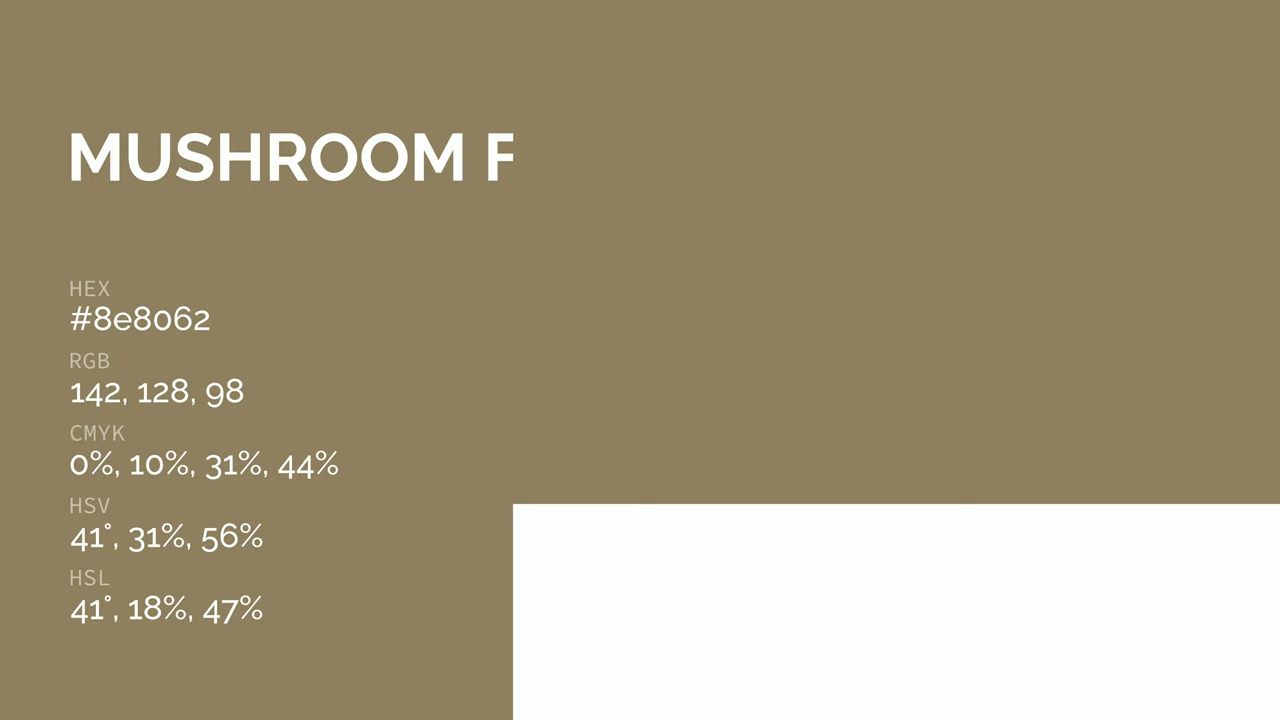 MUSHROOM F
HEX
#8e8062
RGB
142, 128, 98
CMYK
0%, 10%, 31%, 44%
HSV
41°, 31%, 56%
HSL
41°, 18%, 47%